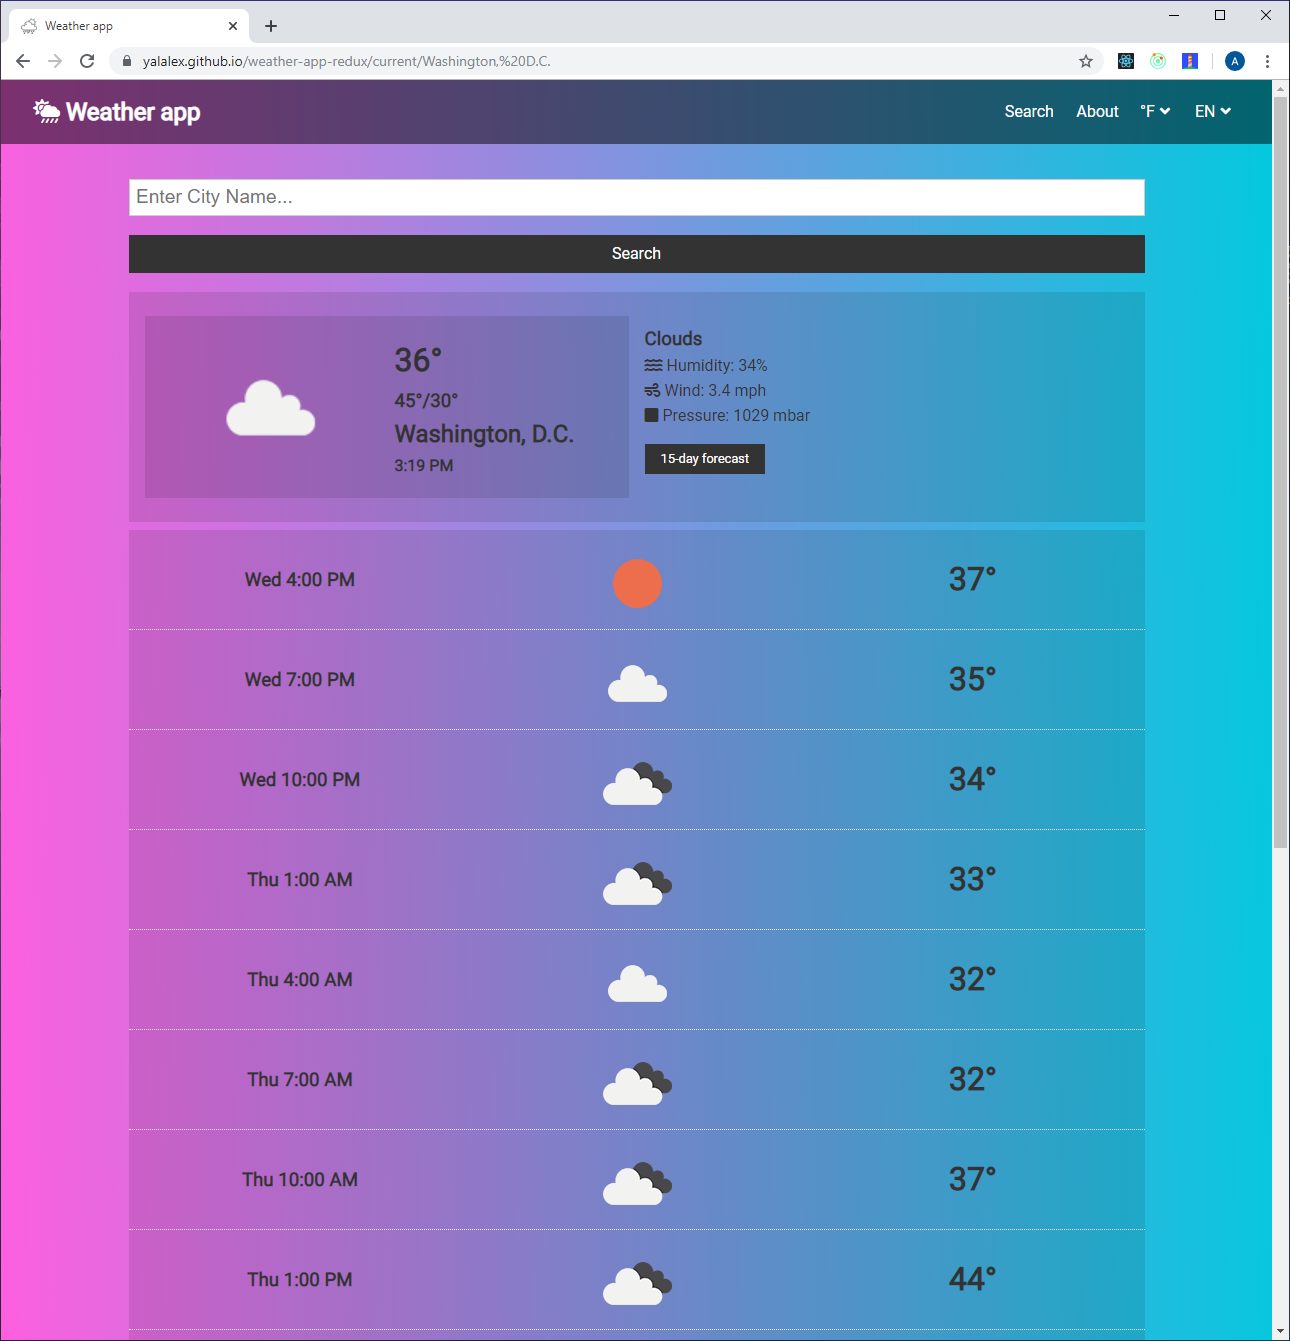 Weather app
yalalex.github.io/weather-app-redux/current/Washington,%20D.C.
A
Weather app
Search About °F EN
Enter City Name...
Search
36°
45°/30°
Washington, D.C.
3:19 PM
Clouds
Humidity: 34%
Wind: 3.4 mph
Pressure: 1029 mbar
15-day forecast
Wed 4:00 PM 37°
Wed 7:00 PM 35°
Wed 10:00 PM 34°
Thu 1:00 AM 33°
Thu 4:00 AM 32°
Thu 7:00 AM 32°
Thu 10:00 AM 37°
Thu 1:00 PM 44°